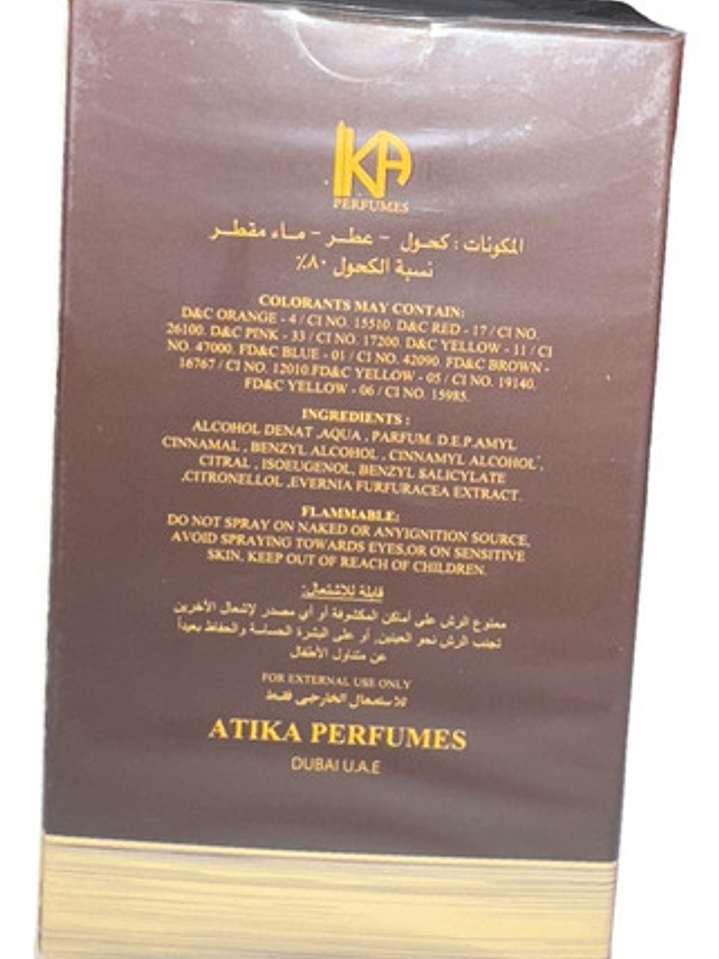 IKA
PERFUMES
المكونات : كحول - عطر - ماء مقطر
نسبة الكحول ٨٠٪
COLORANTS MAY CONTAIN:
D&C ORANGE - 4 / CI NO. 15510. D&C RED - 17 / CI NO.
26100. D&C PINK - 33 / CI NO. 17200. D&C YELLOW - 11 / CI
NO. 47000. FD&C BLUE - 01 / CI NO. 42090. FD&C BROWN -
16767 / CI NO. 12010.FD&C YELLOW - 05 / CI NO. 19140.
FD&C YELLOW - 06 / CI NO. 15985.
INGREDIENTS :
ALCOHOL DENAT ,AQUA , PARFUM. D.E.P.AMYL
CINNAMAL , BENZYL ALCOHOL , CINNAMYL ALCOHOL ,
CITRAL , ISOEUGENOL, BENZYL SALICYLATE
,CITRONELLOL ,EVERNIA FURFURACEA EXTRACT.
FLAMMABLE:
DO NOT SPRAY ON NAKED OR ANYIGNITION SOURCE,
AVOID SPRAYING TOWARDS EYES,OR ON SENSITIVE
SKIN, KEEP OUT OF REACH OF CHILDREN.
قابلة للاشتعال:
ممنوع الرش على أماكن المكشوفة أو أي مصدر لإشعال الأخرين
تجنب الرش نحو العينين, أو على البشرة الحساسة والحفاظ بعيداً
عن متناول الأطفال
FOR EXTERNAL USE ONLY
للاستعمال الخارجي فقط
ATIKA PERFUMES
DUBAI U.A.E